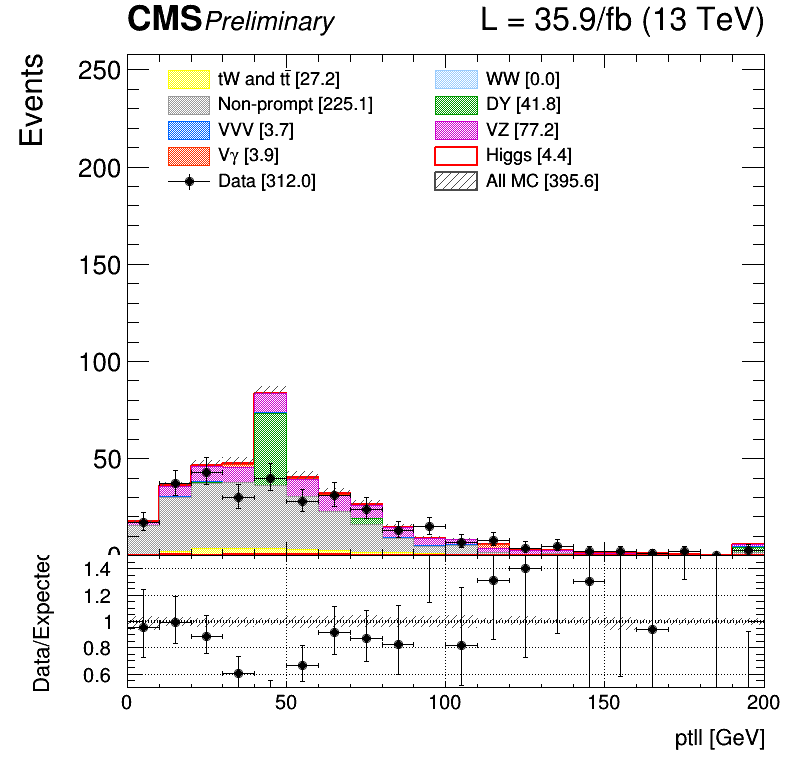 CMS Preliminary L = 35.9/fb (13 TeV)
Events
250
200
150
100
50
0
tW and tt̄ [27.2]
Non-prompt [225.1]
VVV [3.7]
Vγ [3.9]
Data [312.0]
WW [0.0]
DY [41.8]
VZ [77.2]
Higgs [4.4]
All MC [395.6]
Data/Expected
1.4
1.2
1
0.8
0.6
0 50 100 150 200
ptll [GeV]